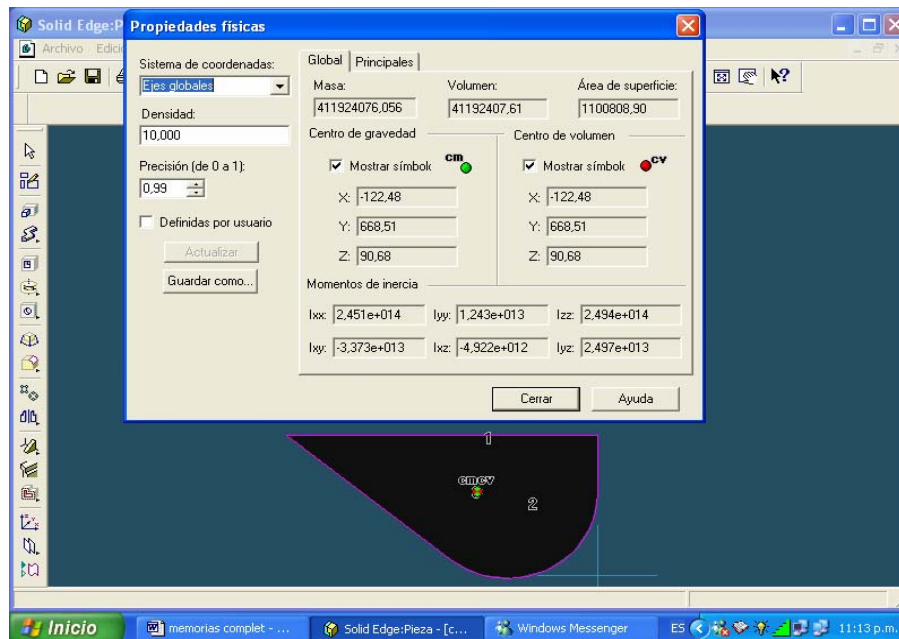 Solid Edge:P
Propiedades físicas
Archivo Edici
Sistema de coordenadas:
Ejes globales
Densidad:
10,000
Precisión (de 0 a 1):
0,99
Definidas por usuario
Actualizar
Guardar como...
Global Principales
Masa: Volumen: Área de superficie:
411924076,056 41192407,61 1100808,90
Centro de gravedad Centro de volumen
Mostrar símbolo cm Mostrar símbolo cv
X: -122,48 X: -122,48
Y: 668,51 Y: 668,51
Z: 90,68 Z: 90,68
Momentos de inercia
Ixx: 2,451e+014 Iyy: 1,243e+013 Izz: 2,494e+014
Ixy: -3,373e+013 Ixz: -4,922e+012 Iyz: 2,497e+013
Cerrar Ayuda
1
cmcv
2
Inicio memorias complet - ... Solid Edge:Pieza - [c... Windows Messenger ES 11:13 p.m.